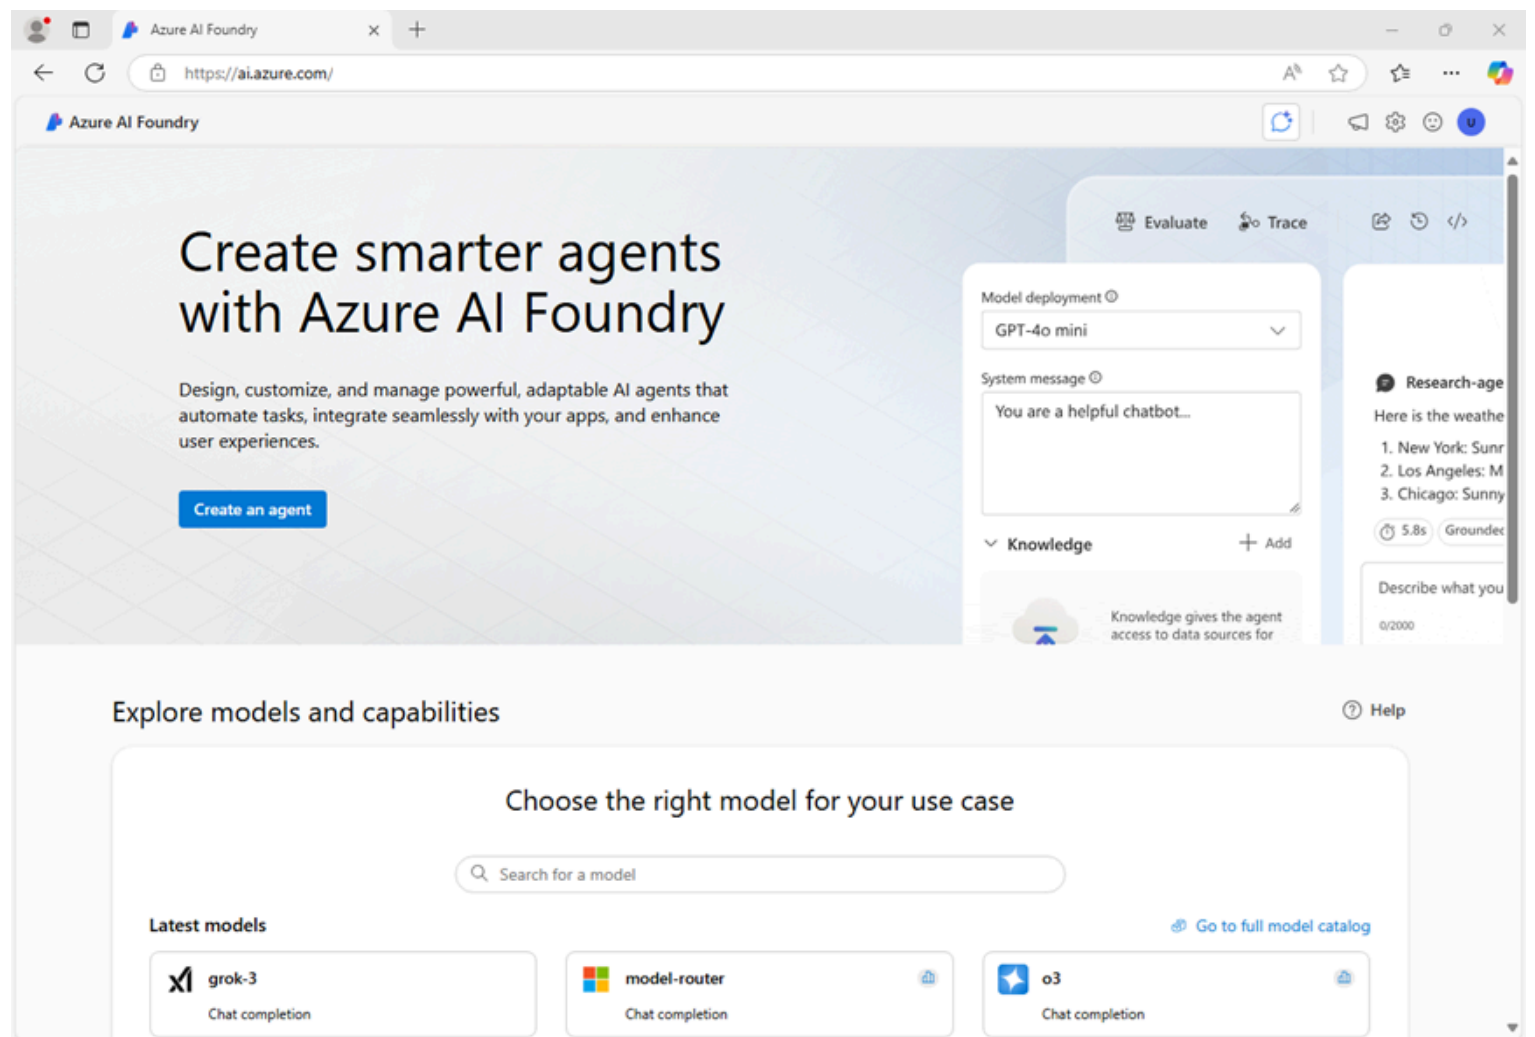 Azure AI Foundry
https://ai.azure.com/
Azure AI Foundry
U
Create smarter agents
with Azure AI Foundry
Design, customize, and manage powerful, adaptable AI agents that
automate tasks, integrate seamlessly with your apps, and enhance
user experiences.
Create an agent
Evaluate
Trace
Model deployment
GPT-4o mini
System message
You are a helpful chatbot...
Knowledge
Add
Knowledge gives the agent
access to data sources for
Research-age
Here is the weathe
1. New York: Sunr
2. Los Angeles: M
3. Chicago: Sunny
5.8s
Grounded
Describe what you
0/2000
Explore models and capabilities
Help
Choose the right model for your use case
Search for a model
Latest models
Go to full model catalog
grok-3
Chat completion
model-router
Chat completion
o3
Chat completion